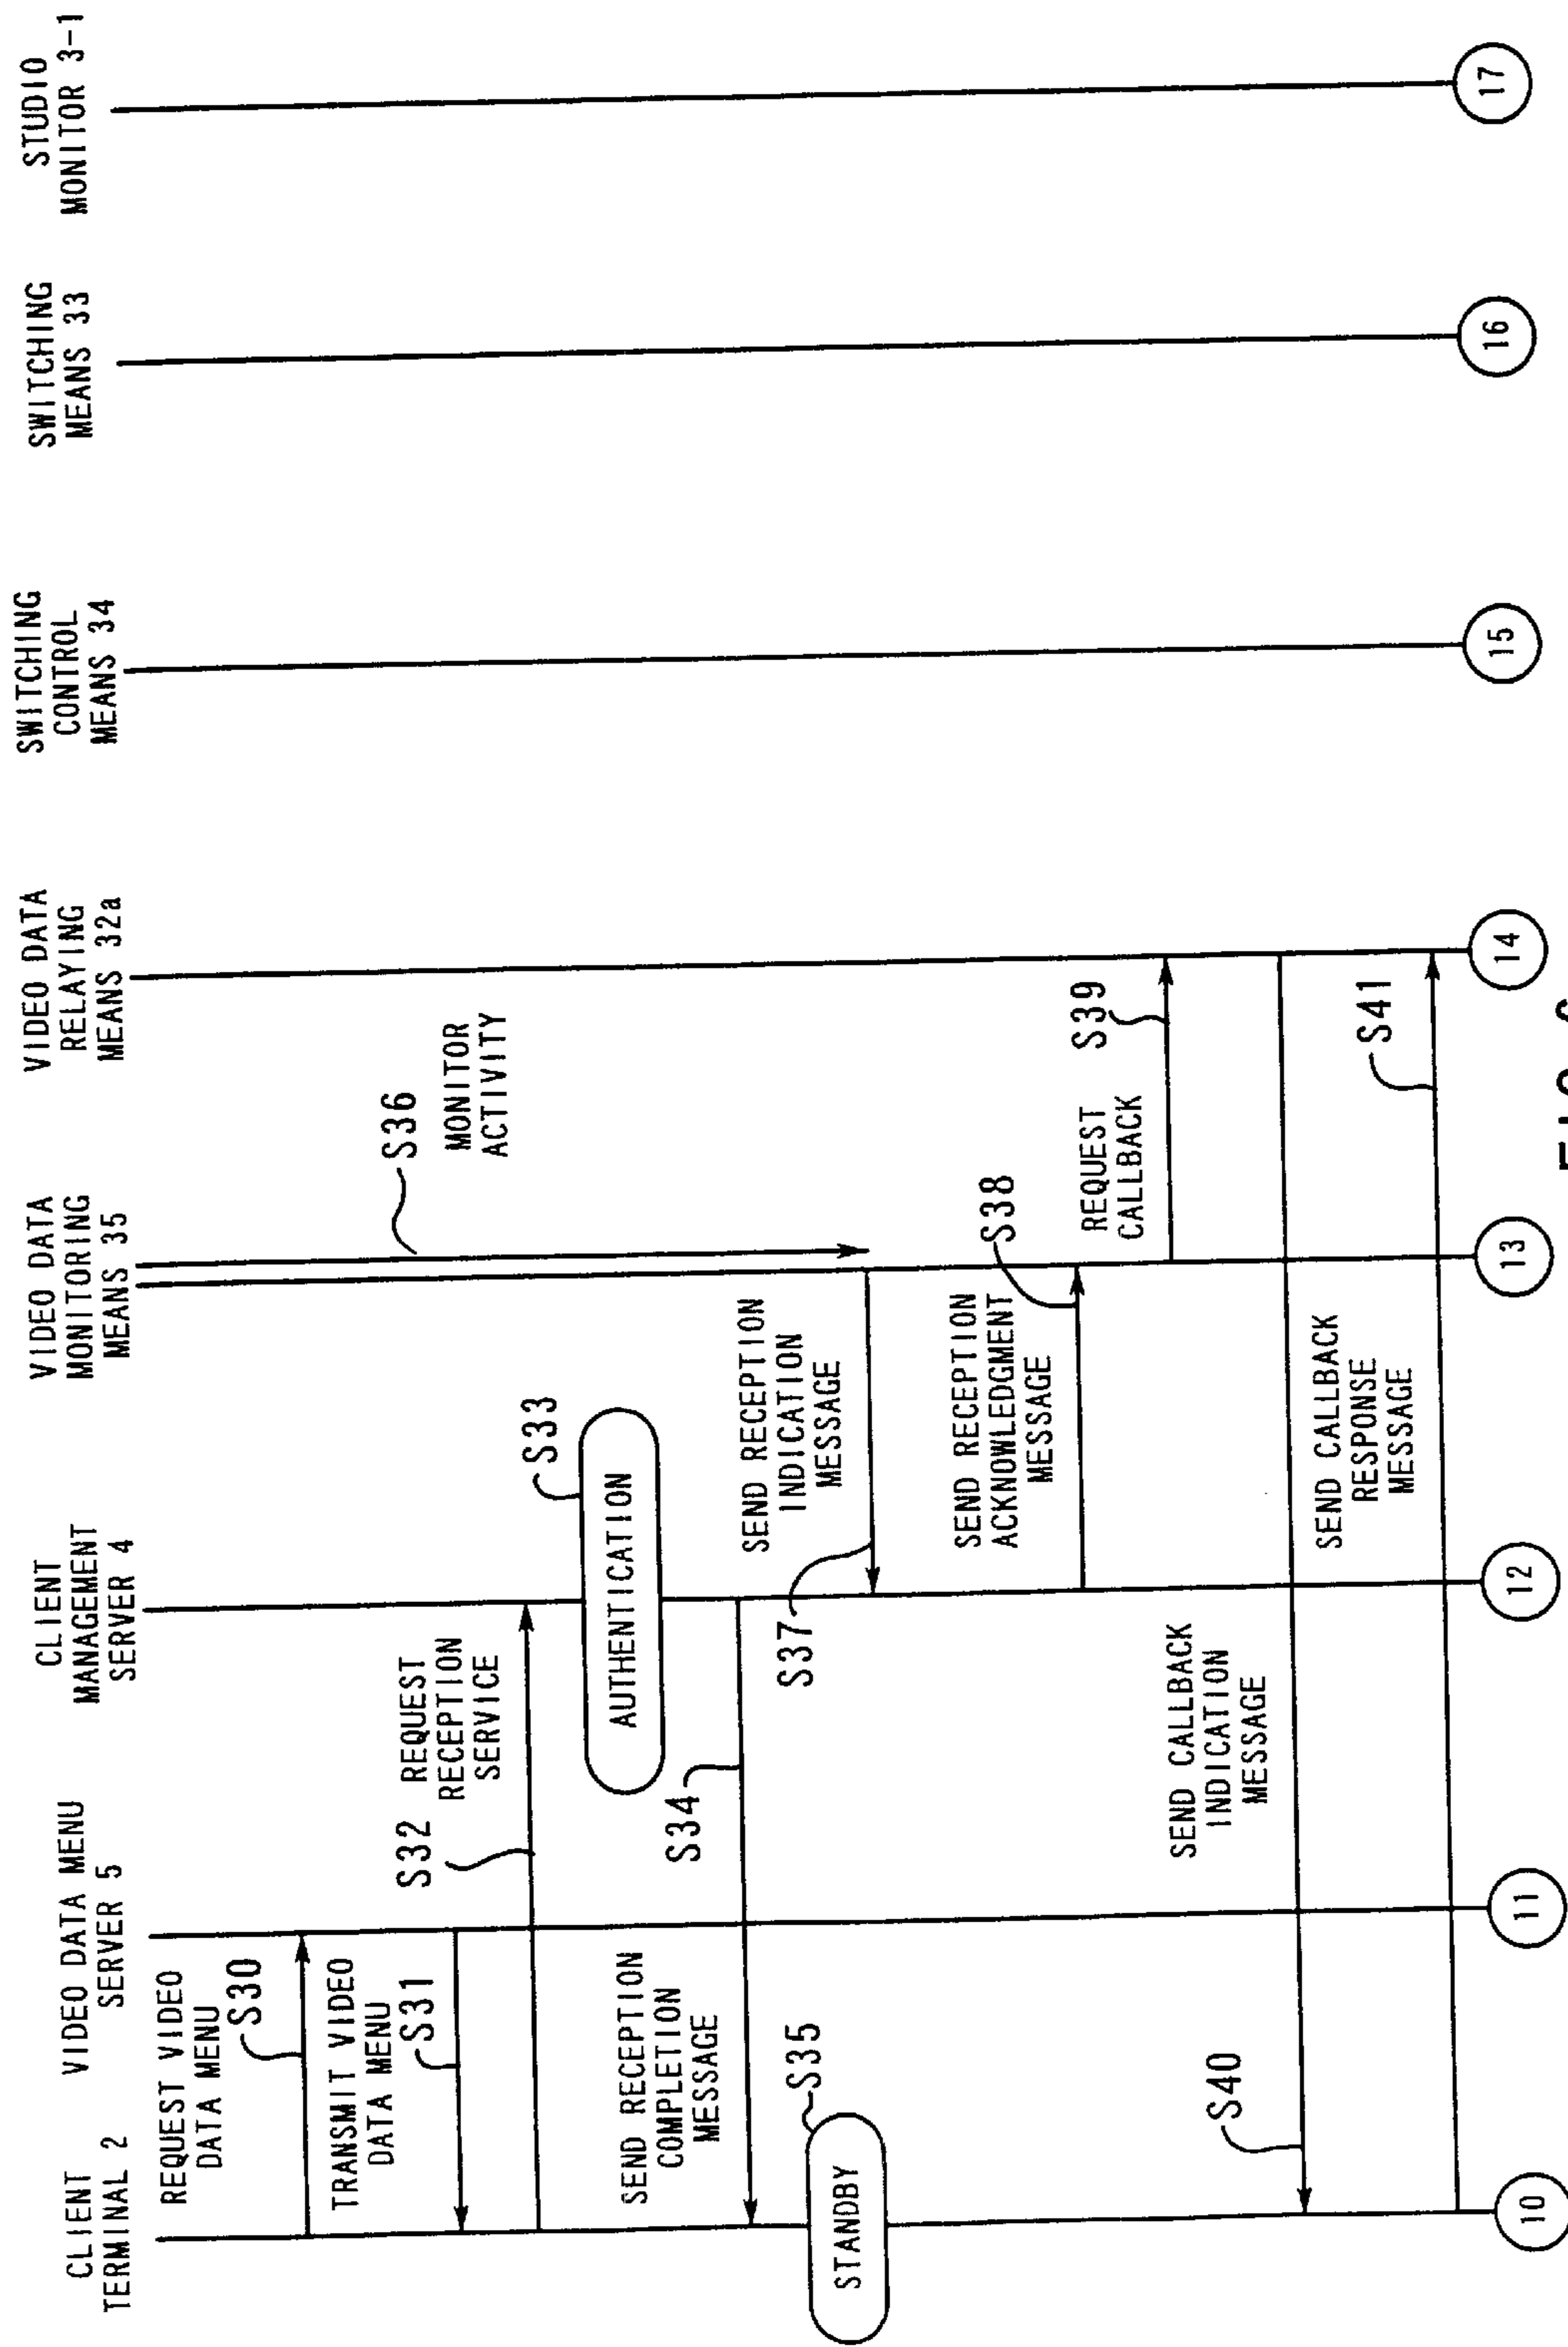 CLIENT
TERMINAL 2
VIDEO DATA MENU
SERVER 5
CLIENT
MANAGEMENT
SERVER 4
VIDEO DATA
MONITORING
MEANS 35
VIDEO DATA
RELAYING
MEANS 32a
SWITCHING
CONTROL
MEANS 34
SWITCHING
MEANS 33
STUDIO
MONITOR 3-1
REQUEST VIDEO
DATA MENU
S30
TRANSMIT VIDEO
DATA MENU
S31
S32
REQUEST
RECEPTION
SERVICE
S36
MONITOR
ACTIVITY
S33
AUTHENTICATION
SEND RECEPTION
COMPLETION
MESSAGE
S34
S35
STANDBY
SEND RECEPTION
INDICATION
MESSAGE
S37
SEND RECEPTION
ACKNOWLEDGMENT
MESSAGE
S38
REQUEST
CALLBACK
S39
SEND CALLBACK
INDICATION
MESSAGE
S40
SEND CALLBACK
RESPONSE
MESSAGE
S41
10
11
12
13
14
15
16
17